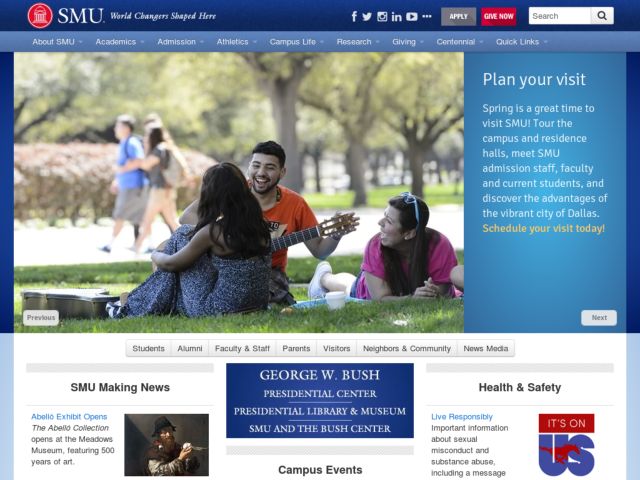 SMU. World Changers Shaped Here
APPLY
GIVE NOW
Search
About SMU
Academics
Admission
Athletics
Campus Life
Research
Giving
Centennial
Quick Links
Plan your visit
Spring is a great time to
visit SMU! Tour the
campus and residence
halls, meet SMU
admission staff, faculty
and current students, and
discover the advantages of
the vibrant city of Dallas.
Schedule your visit today!
Previous
Next
Students
Alumni
Faculty & Staff
Parents
Visitors
Neighbors & Community
News Media
SMU Making News
Abelló Exhibit Opens
The Abelló Collection
opens at the Meadows
Museum, featuring 500
years of art.
GEORGE W. BUSH
PRESIDENTIAL CENTER
PRESIDENTIAL LIBRARY & MUSEUM
SMU AND THE BUSH CENTER
Campus Events
Health & Safety
Live Responsibly
Important information
about sexual
misconduct and
substance abuse,
including a message
IT'S ON
US